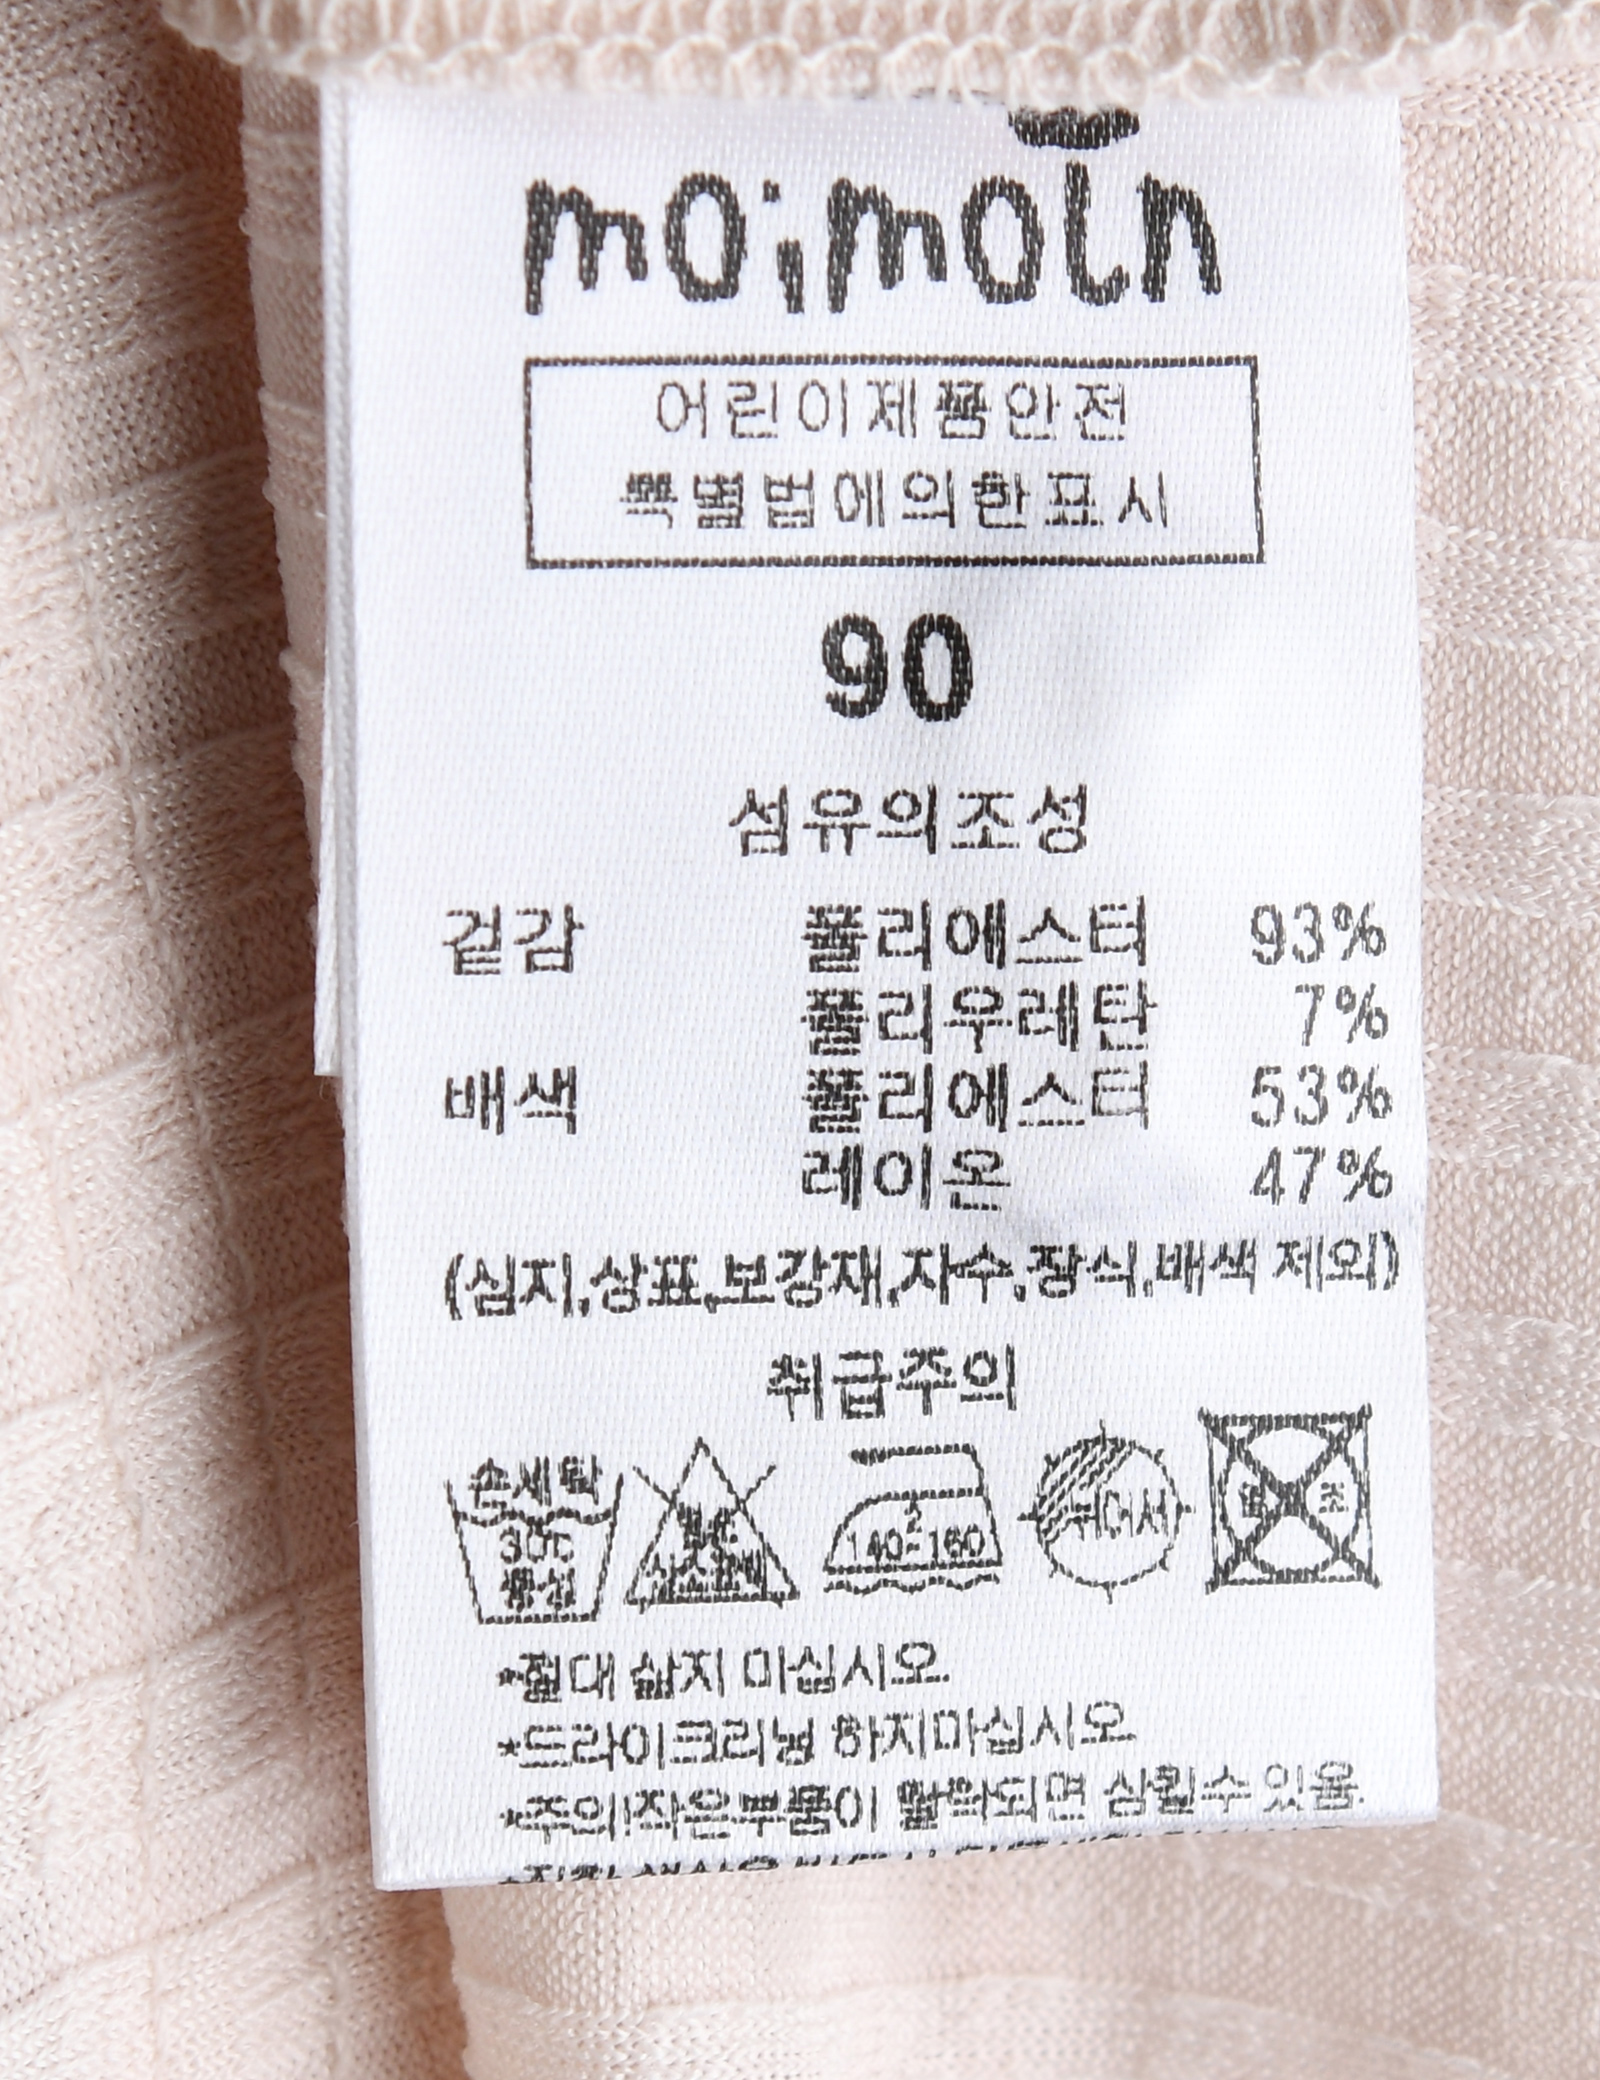 moimoln
어린이제품안전
특별법에의한표시
90
섬유의조성
겉감 폴리에스터 93%
폴리우레탄 7%
배색 폴리에스터 53%
레이온 47%
(심지,상표,보강재,자수,장식,배색 제외)
취급주의
손세탁
30℃
중성
2
140~160
뉘어서
*절대 삶지 마십시오.
*드라이크리닝 하지마십시오
*주의!작은부품이 탈락되면 삼킬수 있음.